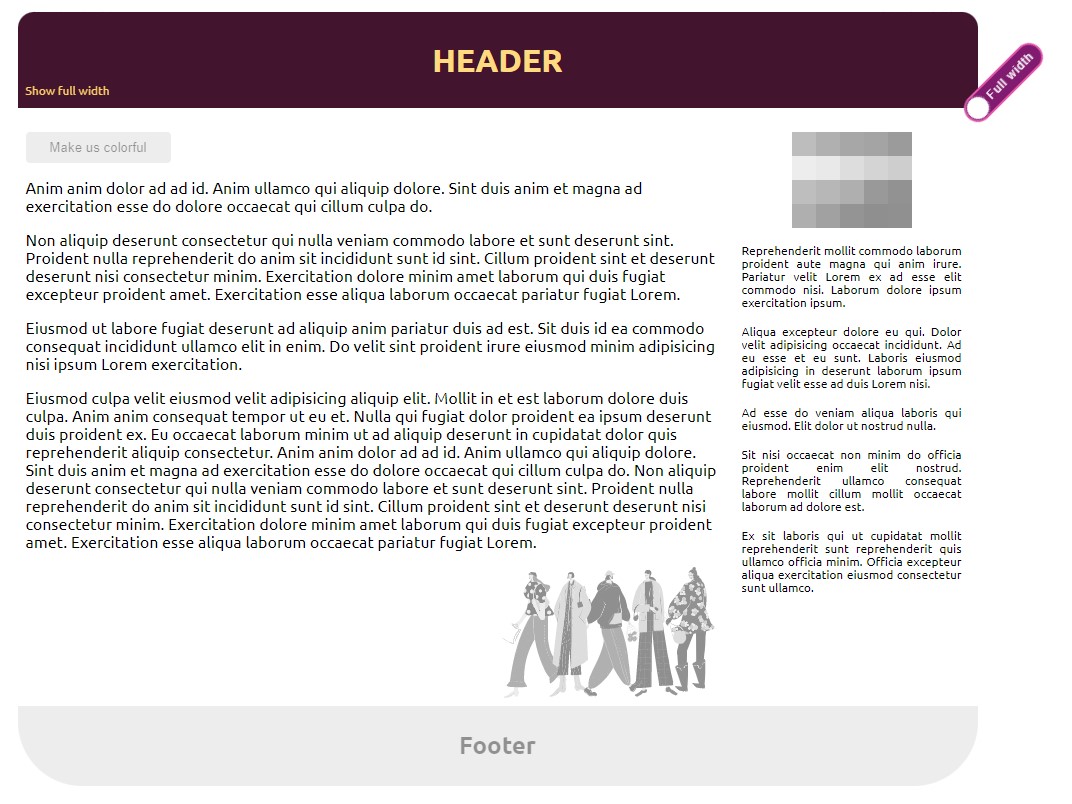 HEADER
Show full width
Full width
Make us colorful
Anim anim dolor ad ad id. Anim ullamco qui aliquip dolore. Sint duis anim et magna ad
exercitation esse do dolore occaecat qui cillum culpa do.
Non aliquip deserunt consectetur qui nulla veniam commodo labore et sunt deserunt sint.
Proident nulla reprehenderit do anim sit incididunt sunt id sint. Cillum proident sint et deserunt
deserunt nisi consectetur minim. Exercitation dolore minim amet laborum qui duis fugiat
excepteur proident amet. Exercitation esse aliqua laborum occaecat pariatur fugiat Lorem.
Eiusmod ut labore fugiat deserunt ad aliquip anim pariatur duis ad est. Sit duis id ea commodo
consequat incididunt ullamco elit in enim. Do velit sint proident irure eiusmod minim adipisicing
nisi ipsum Lorem exercitation.
Eiusmod culpa velit eiusmod velit adipisicing aliquip elit. Mollit in et est laborum dolore duis
culpa. Anim anim consequat tempor ut eu et. Nulla qui fugiat dolor proident ea ipsum deserunt
duis proident ex. Eu occaecat laborum minim ut ad aliquip deserunt in cupidatat dolor quis
reprehenderit aliquip consectetur. Anim anim dolor ad ad id. Anim ullamco qui aliquip dolore.
Sint duis anim et magna ad exercitation esse do dolore occaecat qui cillum culpa do. Non aliquip
deserunt consectetur qui nulla veniam commodo labore et sunt deserunt sint. Proident nulla
reprehenderit do anim sit incididunt sunt id sint. Cillum proident sint et deserunt deserunt nisi
consectetur minim. Exercitation dolore minim amet laborum qui duis fugiat excepteur proident
amet. Exercitation esse aliqua laborum occaecat pariatur fugiat Lorem.
Reprehenderit mollit commodo laborum
proident aute magna qui anim irure.
Pariatur velit Lorem ex ad esse elit
commodo nisi. Laborum dolore ipsum
exercitation ipsum.
Aliqua excepteur dolore eu qui. Dolor
velit adipisicing occaecat incididunt. Ad
eu esse et eu sunt. Laboris eiusmod
adipisicing in deserunt laborum ipsum
fugiat velit esse ad duis Lorem nisi.
Ad esse do veniam aliqua laboris qui
eiusmod. Elit dolor ut nostrud nulla.
Sit nisi occaecat non minim do officia
proident enim elit nostrud.
Reprehenderit ullamco consequat
labore mollit cillum mollit occaecat
laborum ad dolore est.
Ex sit laboris qui ut cupidatat mollit
reprehenderit sunt reprehenderit quis
ullamco officia minim. Officia excepteur
aliqua exercitation eiusmod consectetur
sunt ullamco.
Footer